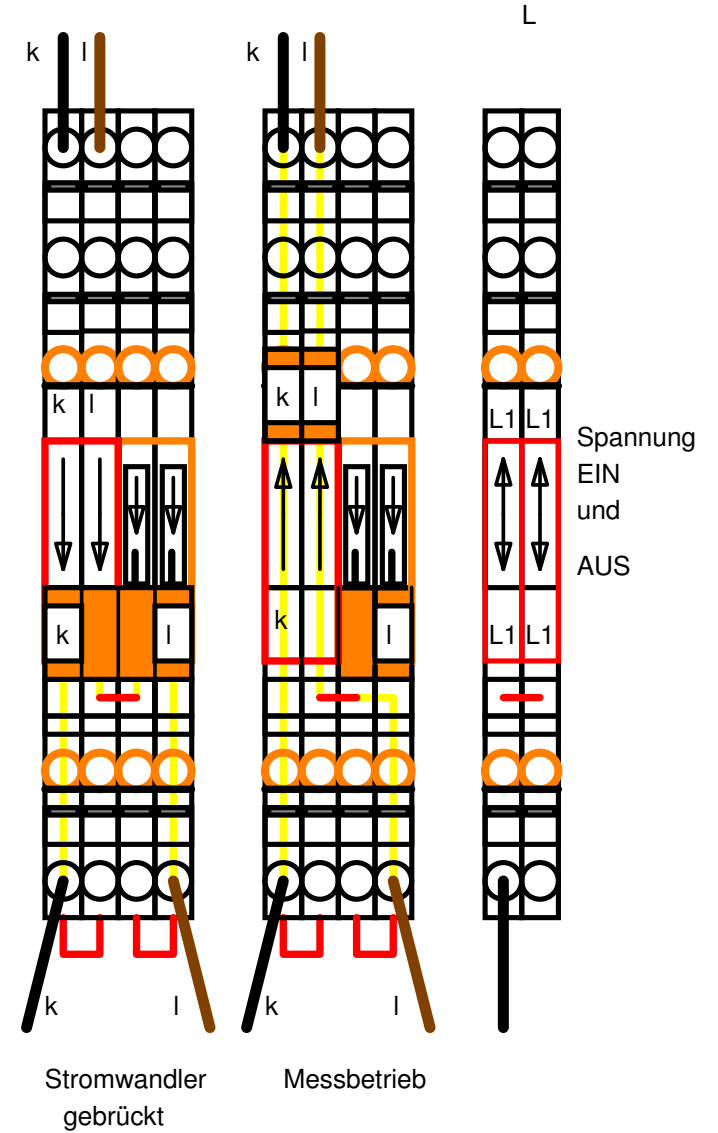 L
k l
k l
k l
k l
L1 L1
Spannung
EIN
und
AUS
k l
k l
L1 L1
k l
k l
Stromwandler
gebrückt
Messbetrieb